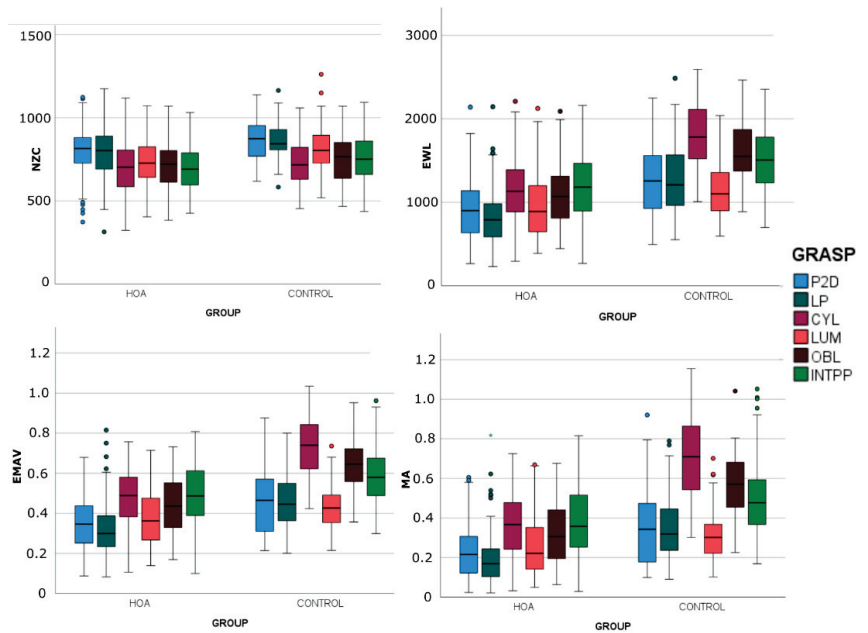 1500
1000
500
0
NZC
HOA
CONTROL
GROUP
3000
2000
1000
0
EWL
HOA
CONTROL
GROUP
GRASP
P2D
LP
CYL
LUM
OBL
INTPP
1.2
1.0
0.8
0.6
0.4
0.2
0
EMAV
HOA
CONTROL
GROUP
1.2
1.0
0.8
0.6
0.4
0.2
0
MA
HOA
CONTROL
GROUP